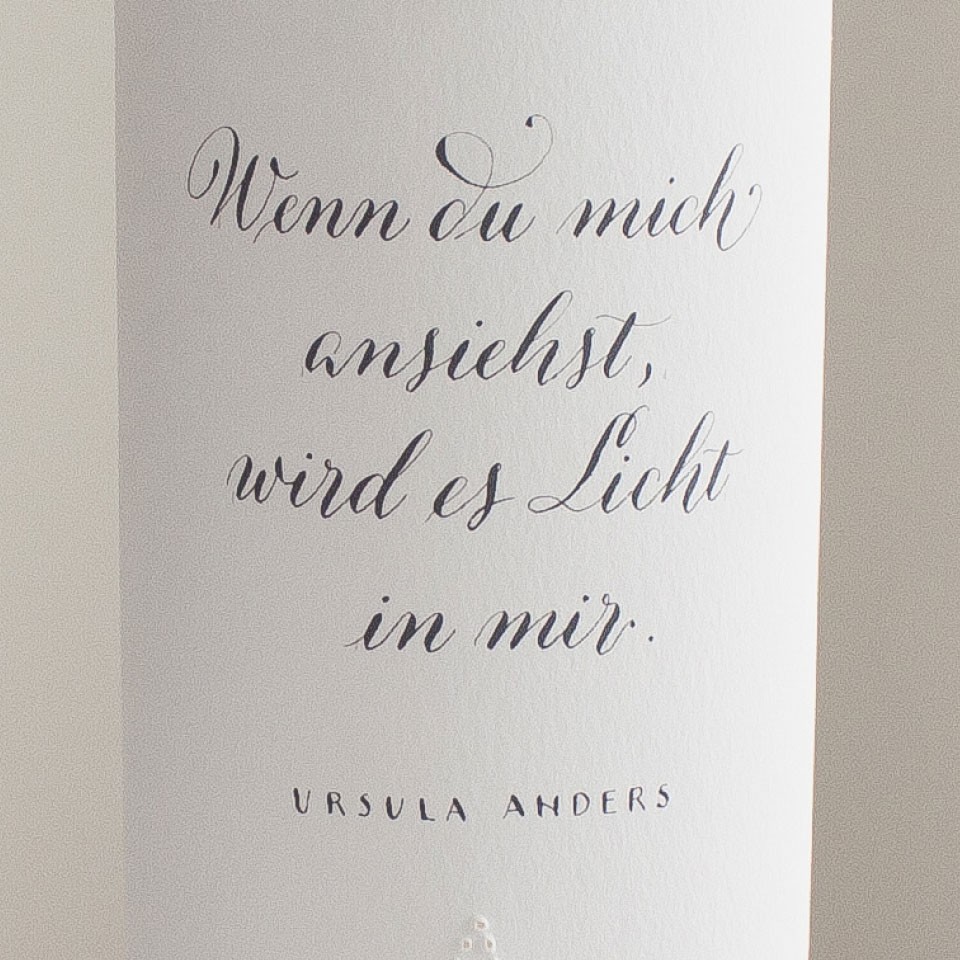 Wenn du mich
ansiehst,
wird es Licht
in mir.
URSULA ANDERS